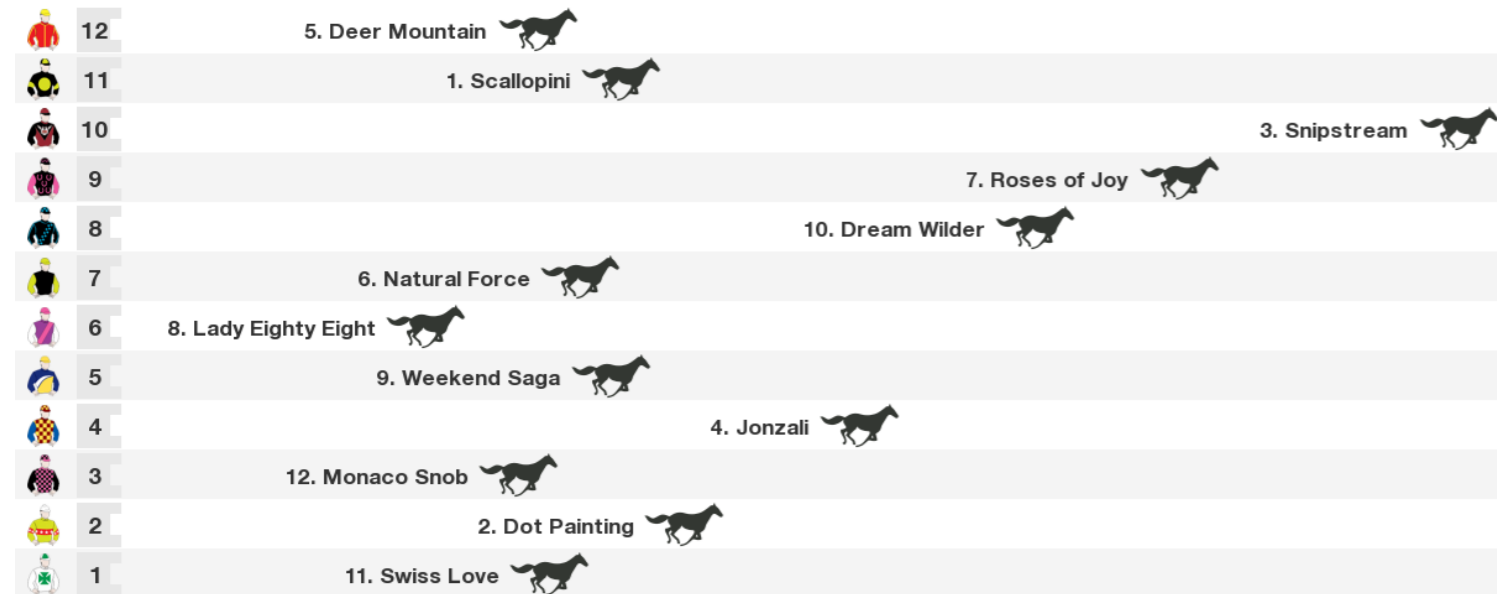 12 5. Deer Mountain
11 1. Scallopini
10 3. Snipstream
9 7. Roses of Joy
8 10. Dream Wilder
7 6. Natural Force
6 8. Lady Eighty Eight
5 9. Weekend Saga
4 4. Jonzali
3 12. Monaco Snob
2 2. Dot Painting
1 11. Swiss Love